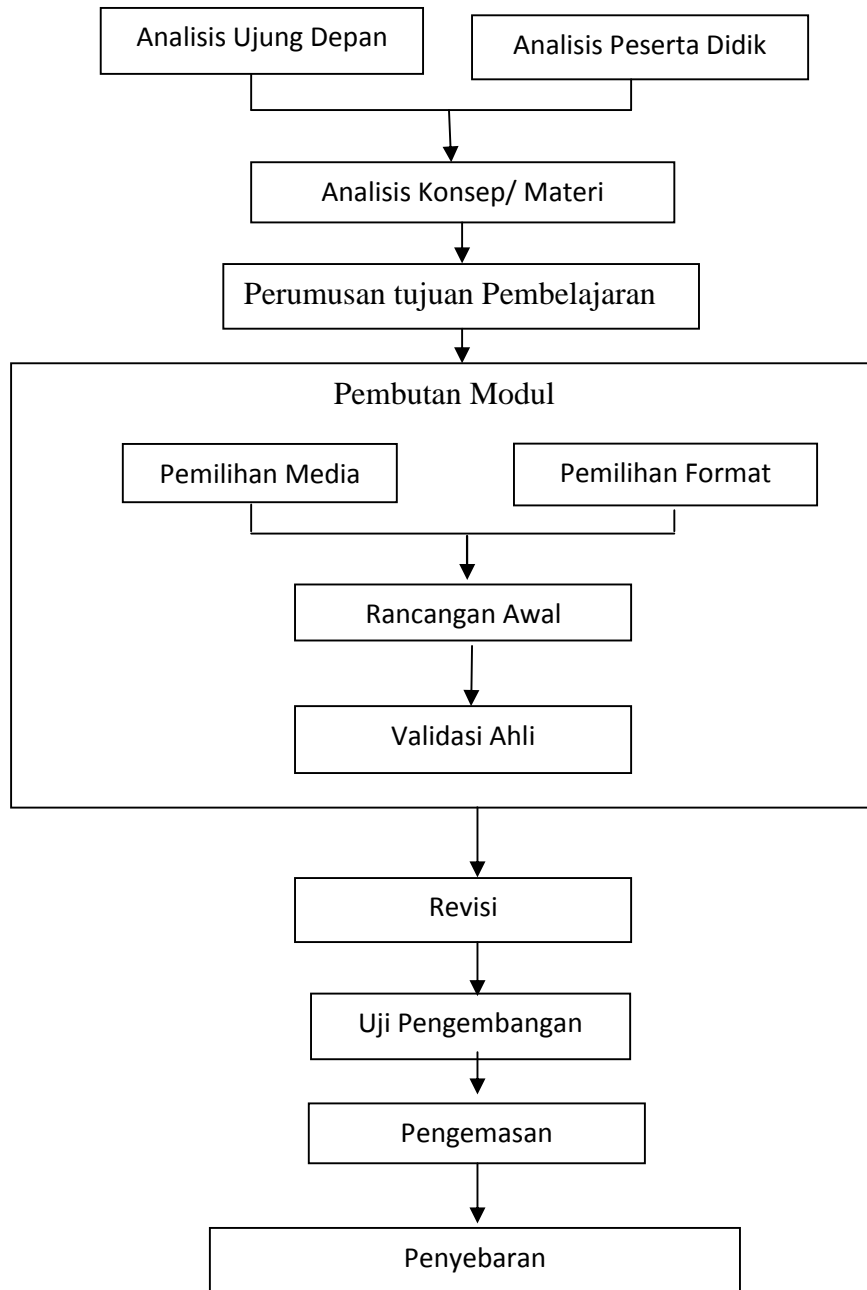 Analisis Ujung Depan
Analisis Peserta Didik
Analisis Konsep/ Materi
Perumusan tujuan Pembelajaran
Pembutan Modul
Pemilihan Media
Pemilihan Format
Rancangan Awal
Validasi Ahli
Revisi
Uji Pengembangan
Pengemasan
Penyebaran